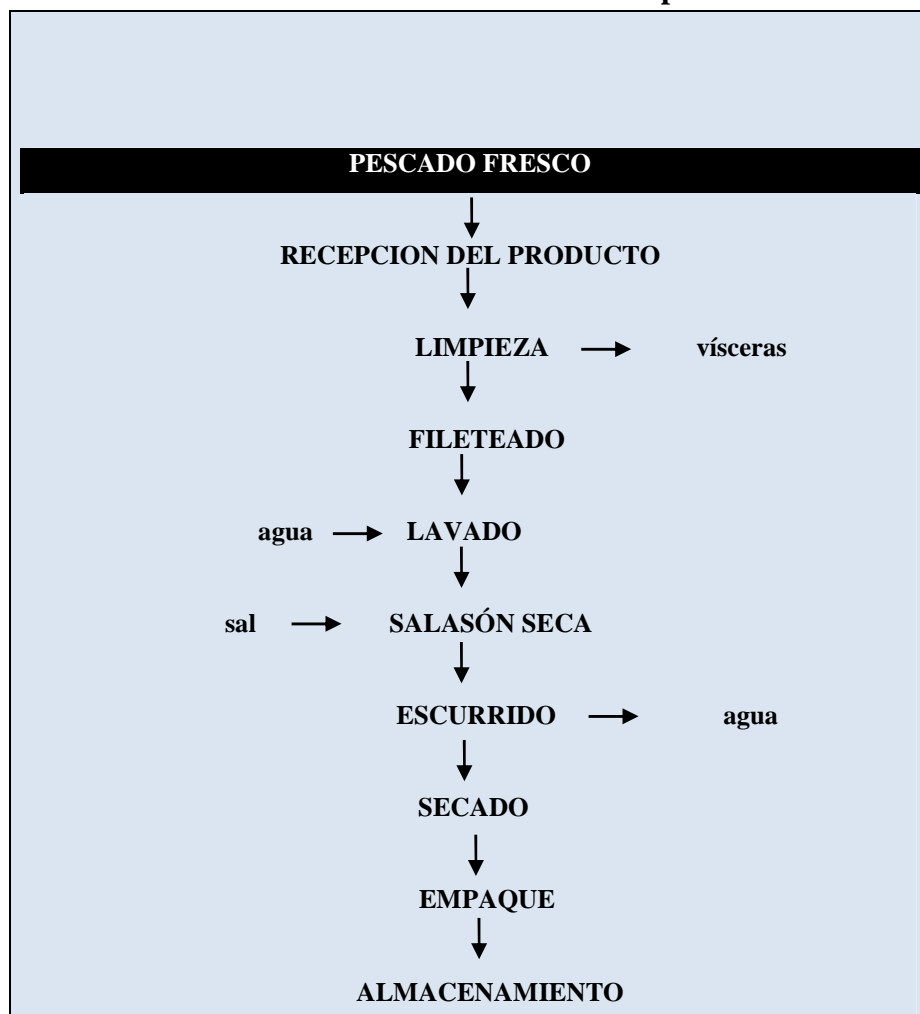 PESCADO FRESCO
RECEPCION DEL PRODUCTO
LIMPIEZA vísceras
FILETEADO
agua LAVADO
sal SALASÓN SECA
ESCURRIDO agua
SECADO
EMPAQUE
ALMACENAMIENTO